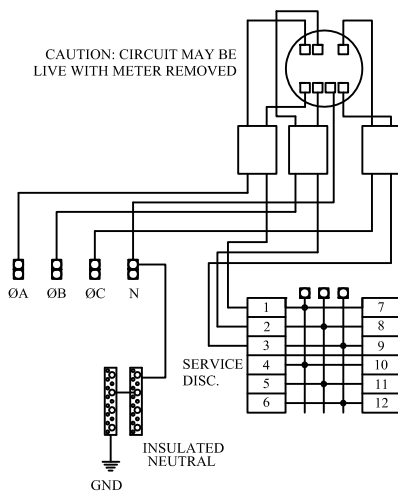 CAUTION: CIRCUIT MAY BE
LIVE WITH METER REMOVED
ØA ØB ØC N
1 7
2 8
3 9
4 10
5 11
6 12
SERVICE
DISC.
INSULATED
NEUTRAL
GND